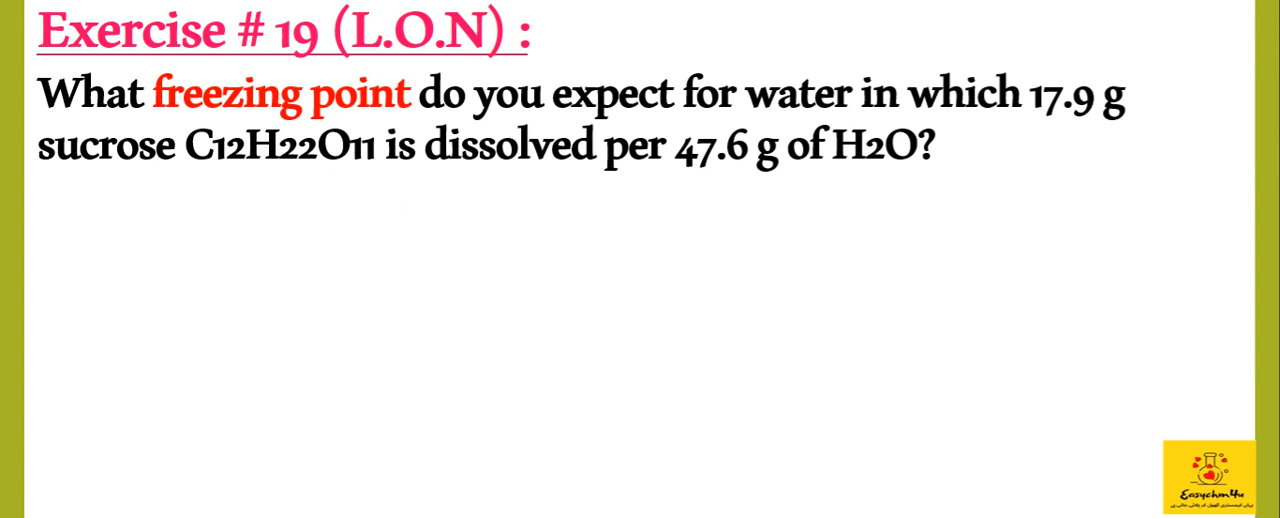 Exercise # 19 (L.O.N) :
What freezing point do you expect for water in which 17.9 g
sucrose C12H22O11 is dissolved per 47.6 g of H2O?
Easychm4u